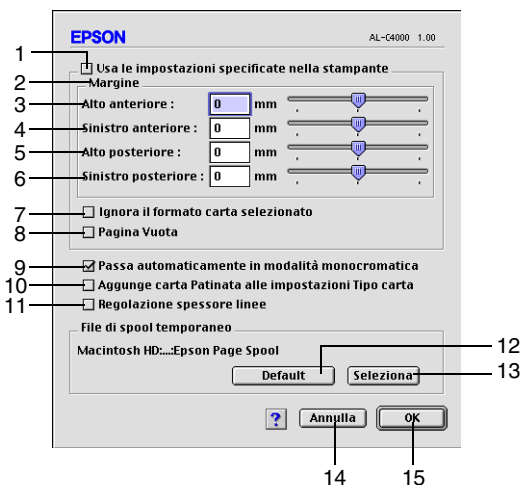 EPSON AL-C4000 1.00
1 Usa le impostazioni specificate nella stampante
2 Margine
3 Alto anteriore : 0 mm
4 Sinistro anteriore : 0 mm
5 Alto posteriore : 0 mm
6 Sinistro posteriore : 0 mm
7 Ignora il formato carta selezionato
8 Pagina Vuota
9 Passa automaticamente in modalità monocromatica
10 Aggunge carta Patinata alle impostazioni Tipo carta
11 Regolazione spessore linee
File di spool temporaneo
Macintosh HD:...:Epson Page Spool 12
Default Seleziona 13
? Annulla OK
14 15